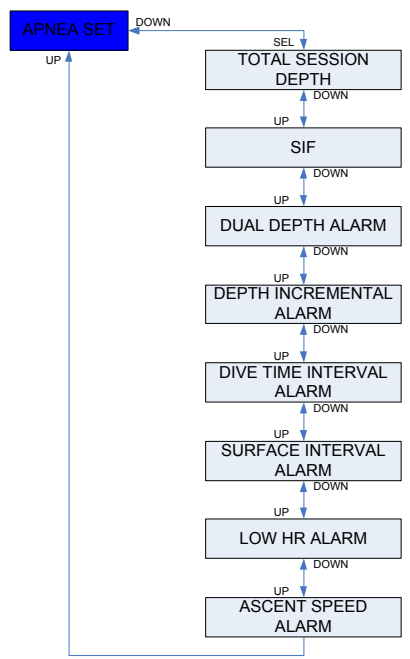 APNEA SET
DOWN
UP
SEL
TOTAL SESSION
DEPTH
DOWN
UP
SIF
DOWN
UP
DUAL DEPTH ALARM
DOWN
UP
DEPTH INCREMENTAL
ALARM
DOWN
UP
DIVE TIME INTERVAL
ALARM
DOWN
UP
SURFACE INTERVAL
ALARM
DOWN
UP
LOW HR ALARM
DOWN
UP
ASCENT SPEED
ALARM